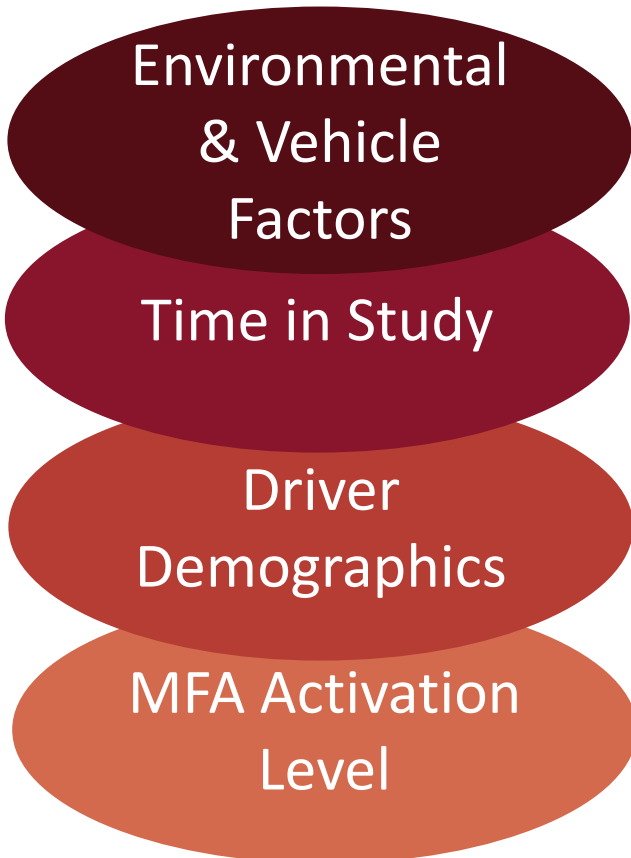 Environmental
& Vehicle
Factors
Time in Study
Driver
Demographics
MFA Activation
Level